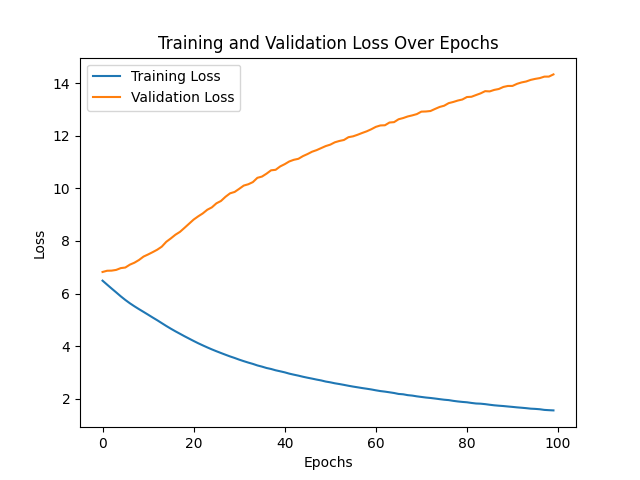 Training and Validation Loss Over Epochs
Training Loss
Validation Loss
14
12
10
8
6
4
2
Loss
0 20 40 60 80 100
Epochs